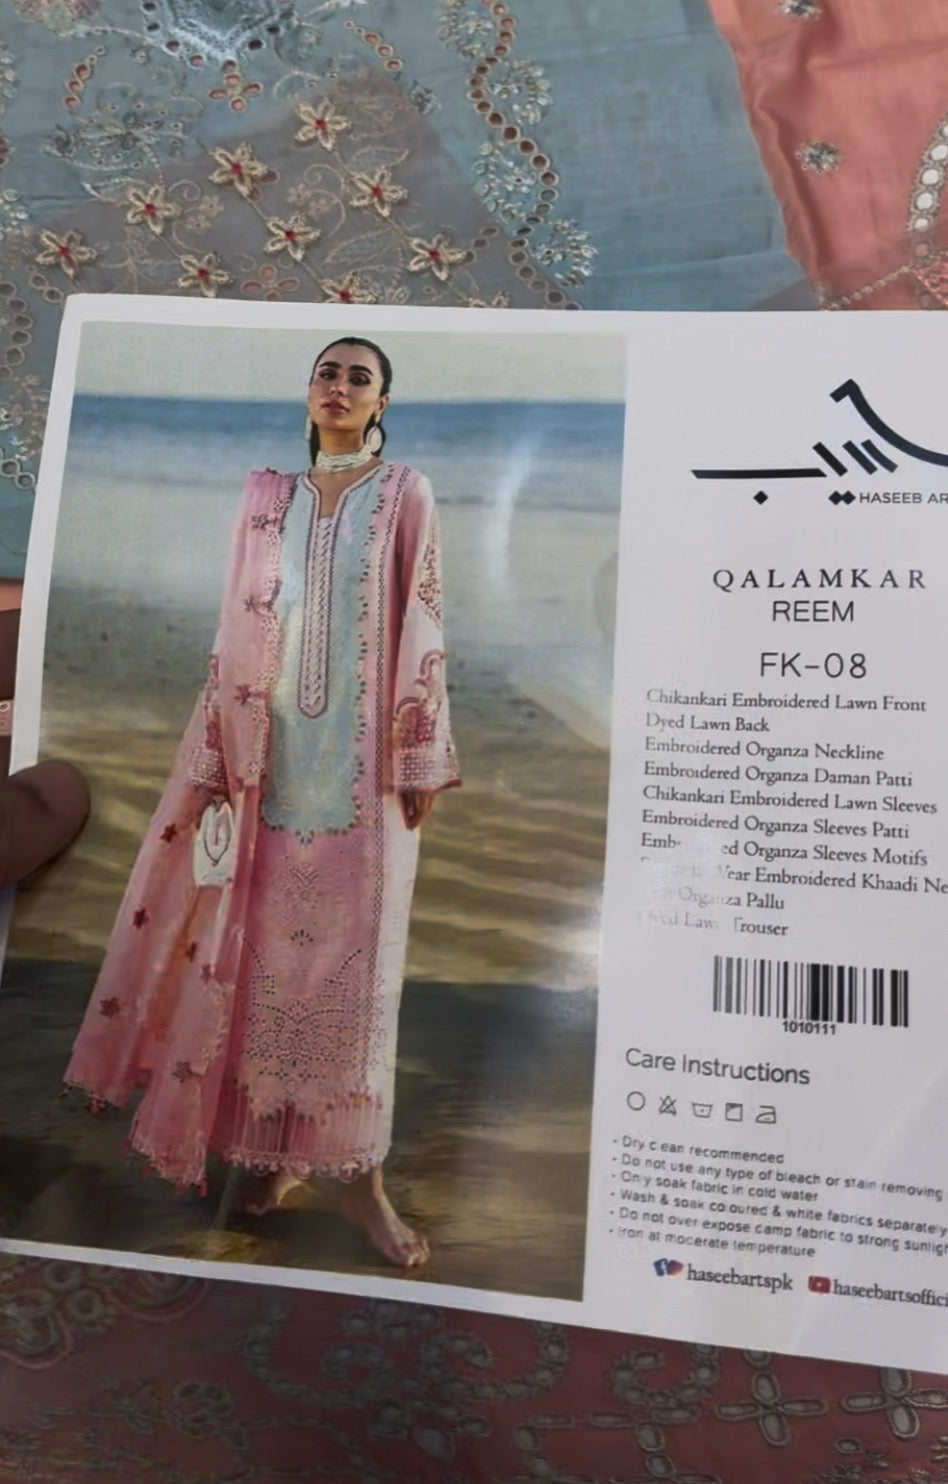 حسیب
HASEEB AR
QALAMKAR
REEM
FK-08
Chikankari Embroidered Lawn Front
Dyed Lawn Back
Embroidered Organza Neckline
Embroidered Organza Daman Patti
Chikankari Embroidered Lawn Sleeves
Embroidered Organza Sleeves Patti
Organza Sleeves Motifs
Embroidered Khaadi Ne
Pallu
Trouser
1010111
Care Instructions
• Dry clean recommended
• Do not use any type of bleach or stain removing
• Only soak fabric in cold water
• Wash & soak coloured & white fabrics separately
• Do not over expose camp fabric to strong sunligh
• Iron at moderate temperature
haseebartspk haseebartsoffici